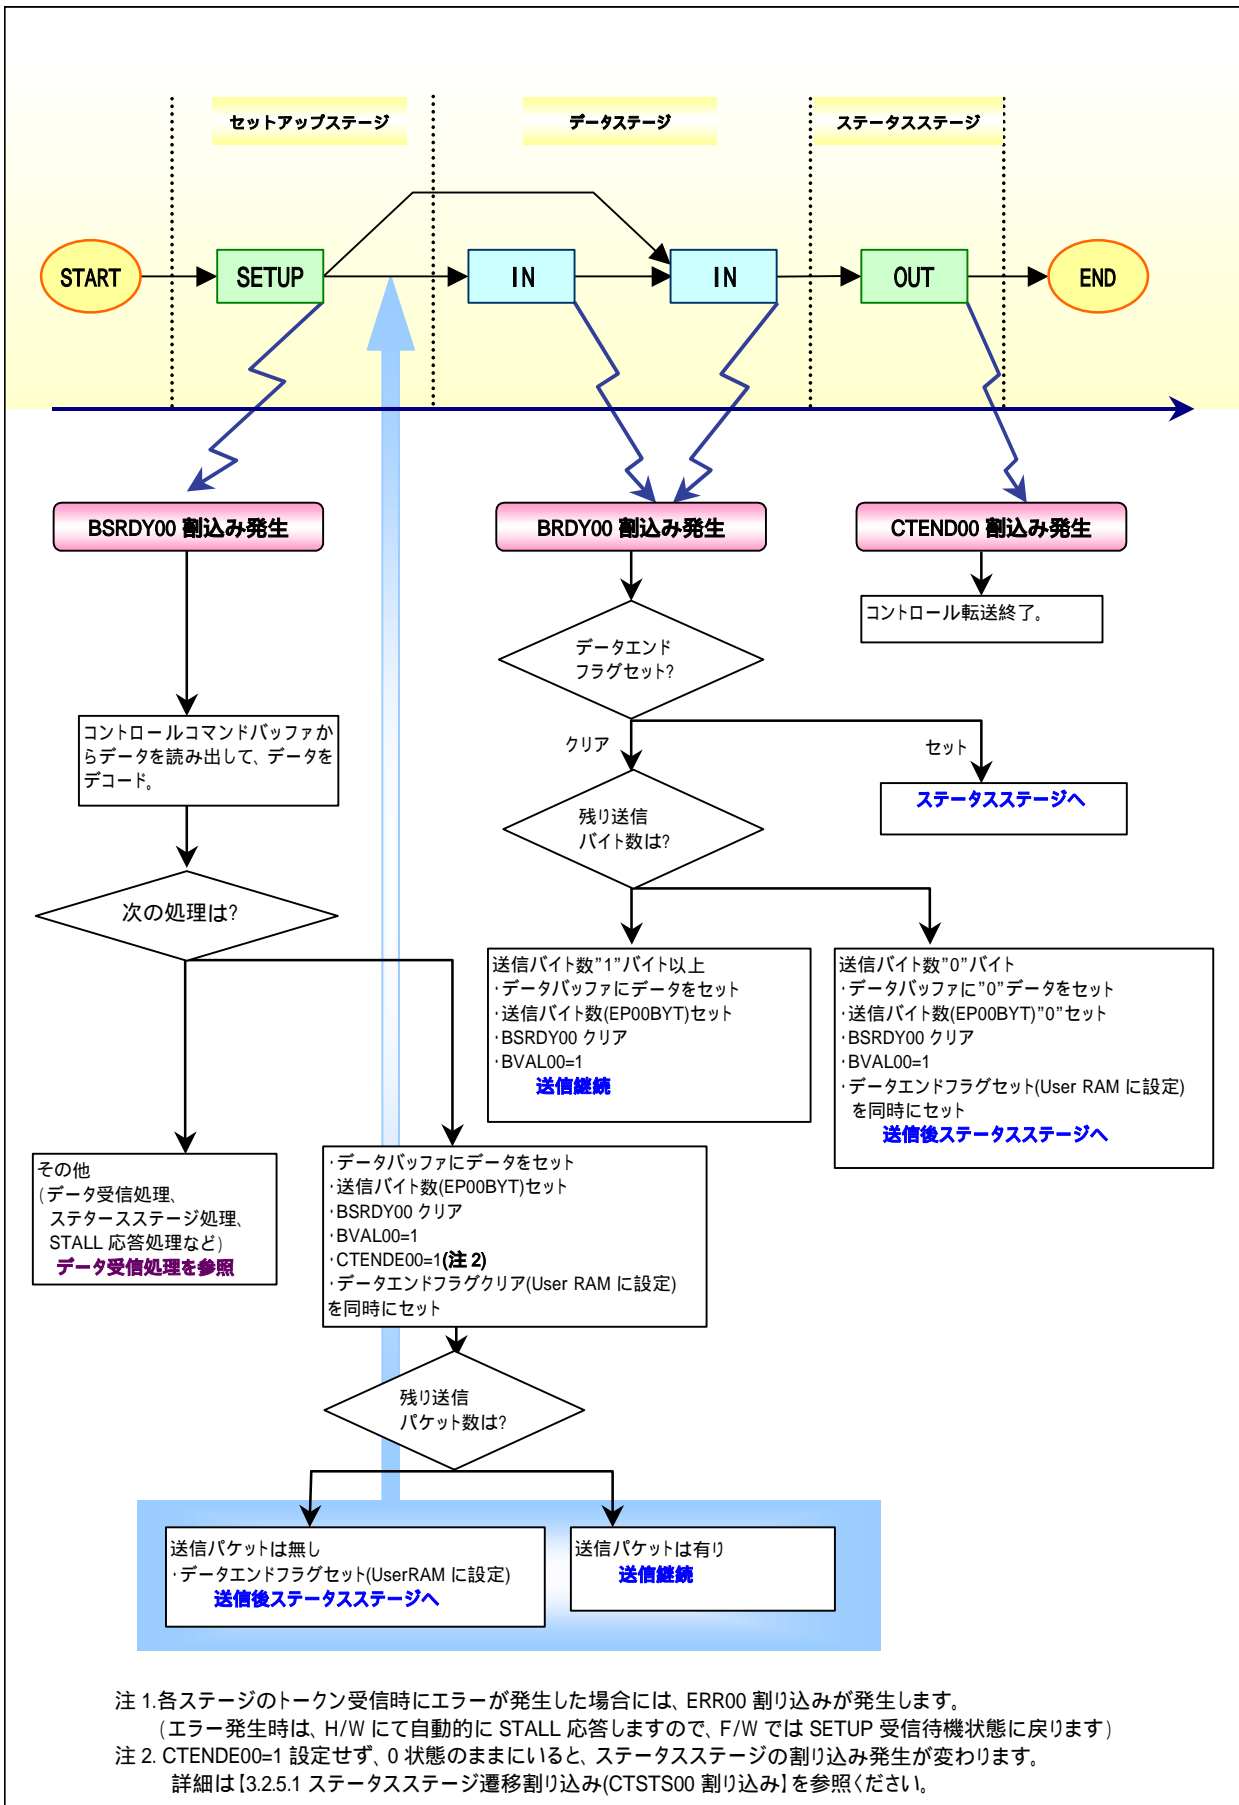 セットアップステージ
データステージ
ステータスステージ
START
SETUP
IN
IN
OUT
END
BSRDY00 割込み発生
BRDY00 割込み発生
CTEND00 割込み発生
コントロール転送終了。
データエンド
フラグセット?
クリア
セット
コントロールコマンドバッファか
らデータを読み出して、データを
デコード。
ステータスステージへ
残り送信
バイト数は?
次の処理は?
送信バイト数"1"バイト以上
・データバッファにデータをセット
・送信バイト数(EP00BYT)セット
・BSRDY00 クリア
・BVAL00=1
送信継続
送信バイト数"0"バイト
・データバッファに"0"データをセット
・送信バイト数(EP00BYT)"0"セット
・BSRDY00 クリア
・BVAL00=1
・データエンドフラグセット(User RAM に設定)
を同時にセット
送信後ステータスステージへ
その他
(データ受信処理、
ステタースステージ処理、
STALL 応答処理など)
データ受信処理を参照
・データバッファにデータをセット
・送信バイト数(EP00BYT)セット
・BSRDY00 クリア
・BVAL00=1
・CTENDE00=1(注 2)
・データエンドフラグクリア(User RAM に設定)
を同時にセット
残り送信
パケット数は?
送信パケットは無し
・データエンドフラグセット(UserRAM に設定)
送信後ステータスステージへ
送信パケットは有り
送信継続
注 1.各ステージのトークン受信時にエラーが発生した場合には、ERR00 割り込みが発生します。
(エラー発生時は、H/W にて自動的に STALL 応答しますので、F/W では SETUP 受信待機状態に戻ります)
注 2. CTENDE00=1 設定せず、0 状態のままにいると、ステータスステージの割り込み発生が変わります。
詳細は【3.2.5.1 ステータスステージ遷移割り込み(CTSTS00 割り込み】を参照ください。